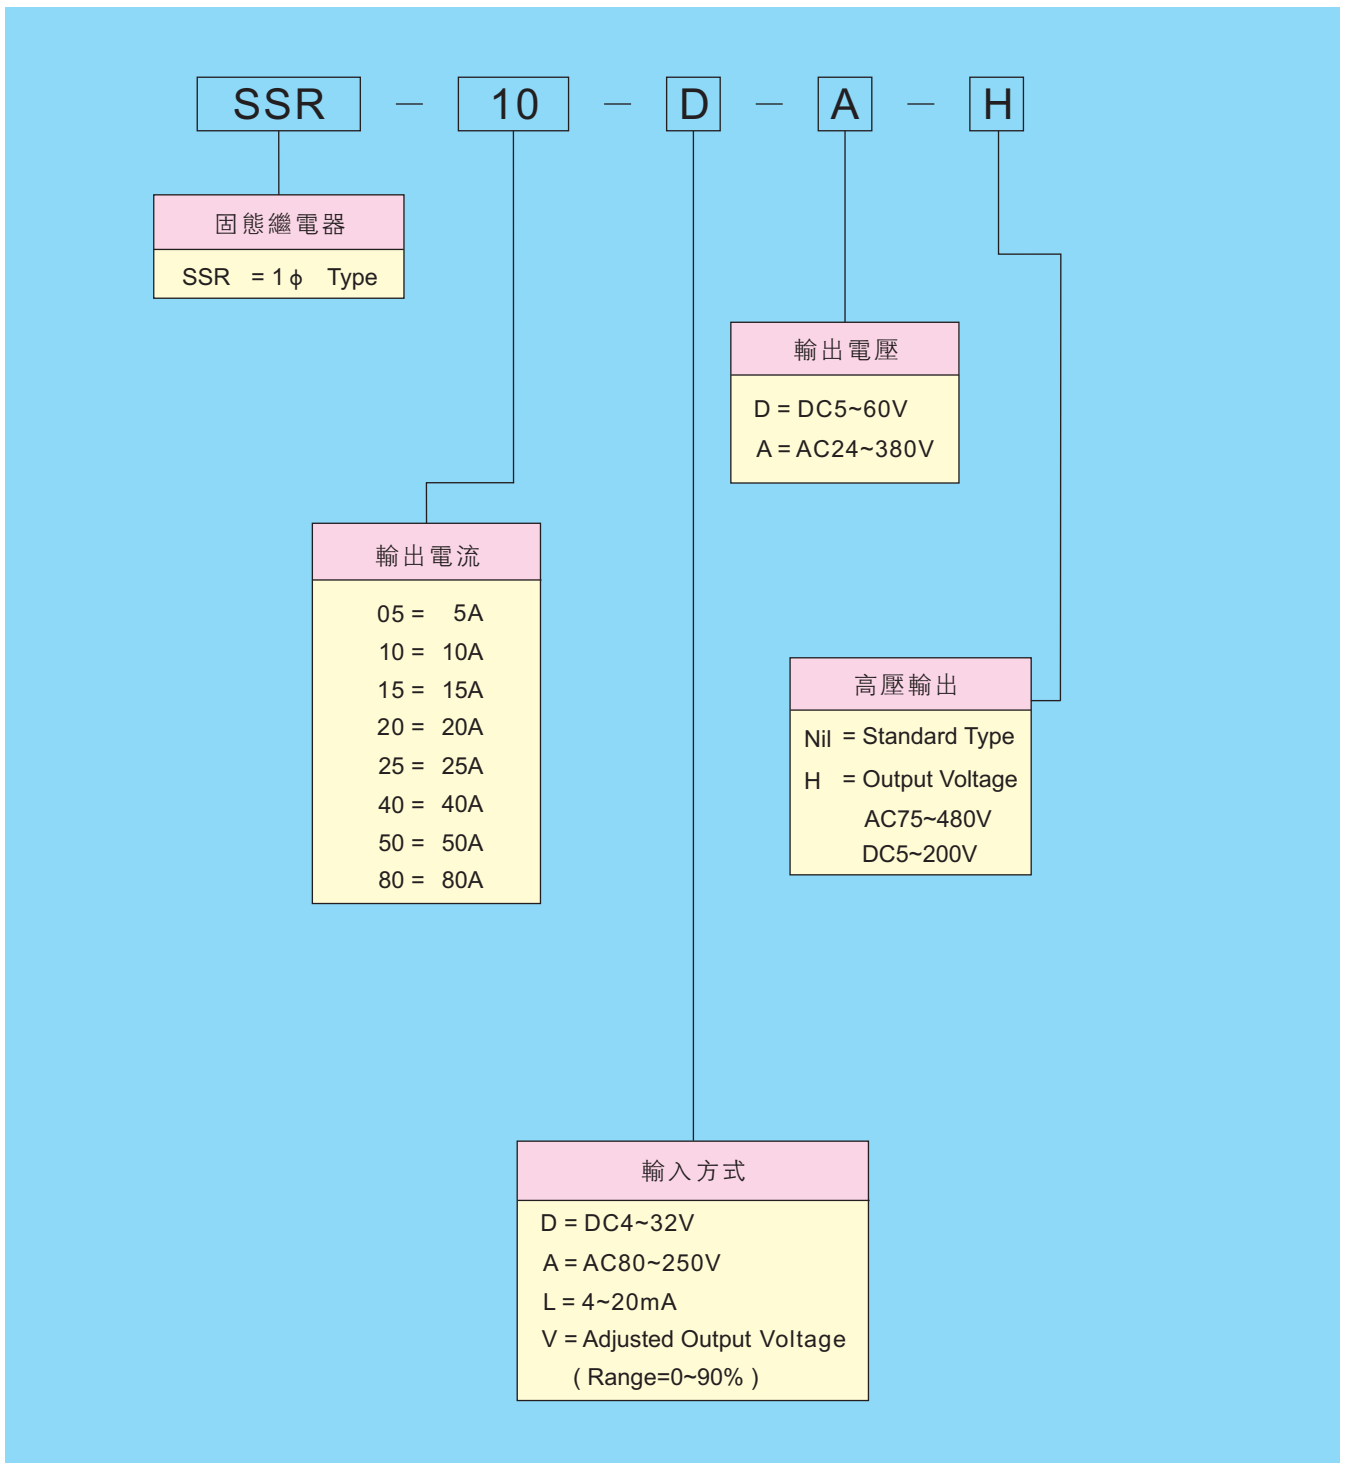 SSR — 10 — D — A — H
固態繼電器
SSR = 1ϕ Type
輸出電壓
D = DC5~60V
A = AC24~380V
輸出電流
05 = 5A
10 = 10A
15 = 15A
20 = 20A
25 = 25A
40 = 40A
50 = 50A
80 = 80A
高壓輸出
Nil = Standard Type
H = Output Voltage
AC75~480V
DC5~200V
輸入方式
D = DC4~32V
A = AC80~250V
L = 4~20mA
V = Adjusted Output Voltage
( Range=0~90% )